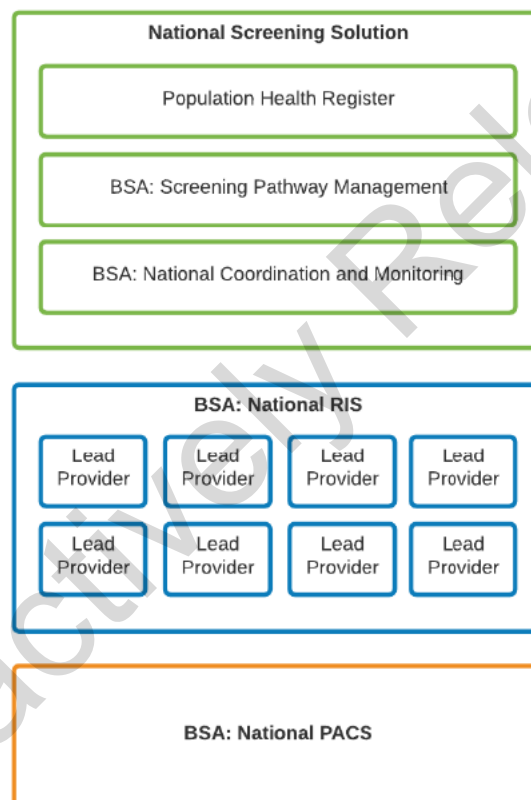 National Screening Solution
Population Health Register
BSA: Screening Pathway Management
BSA: National Coordination and Monitoring
BSA: National RIS
Lead Provider
Lead Provider
Lead Provider
Lead Provider
Lead Provider
Lead Provider
Lead Provider
Lead Provider
BSA: National PACS